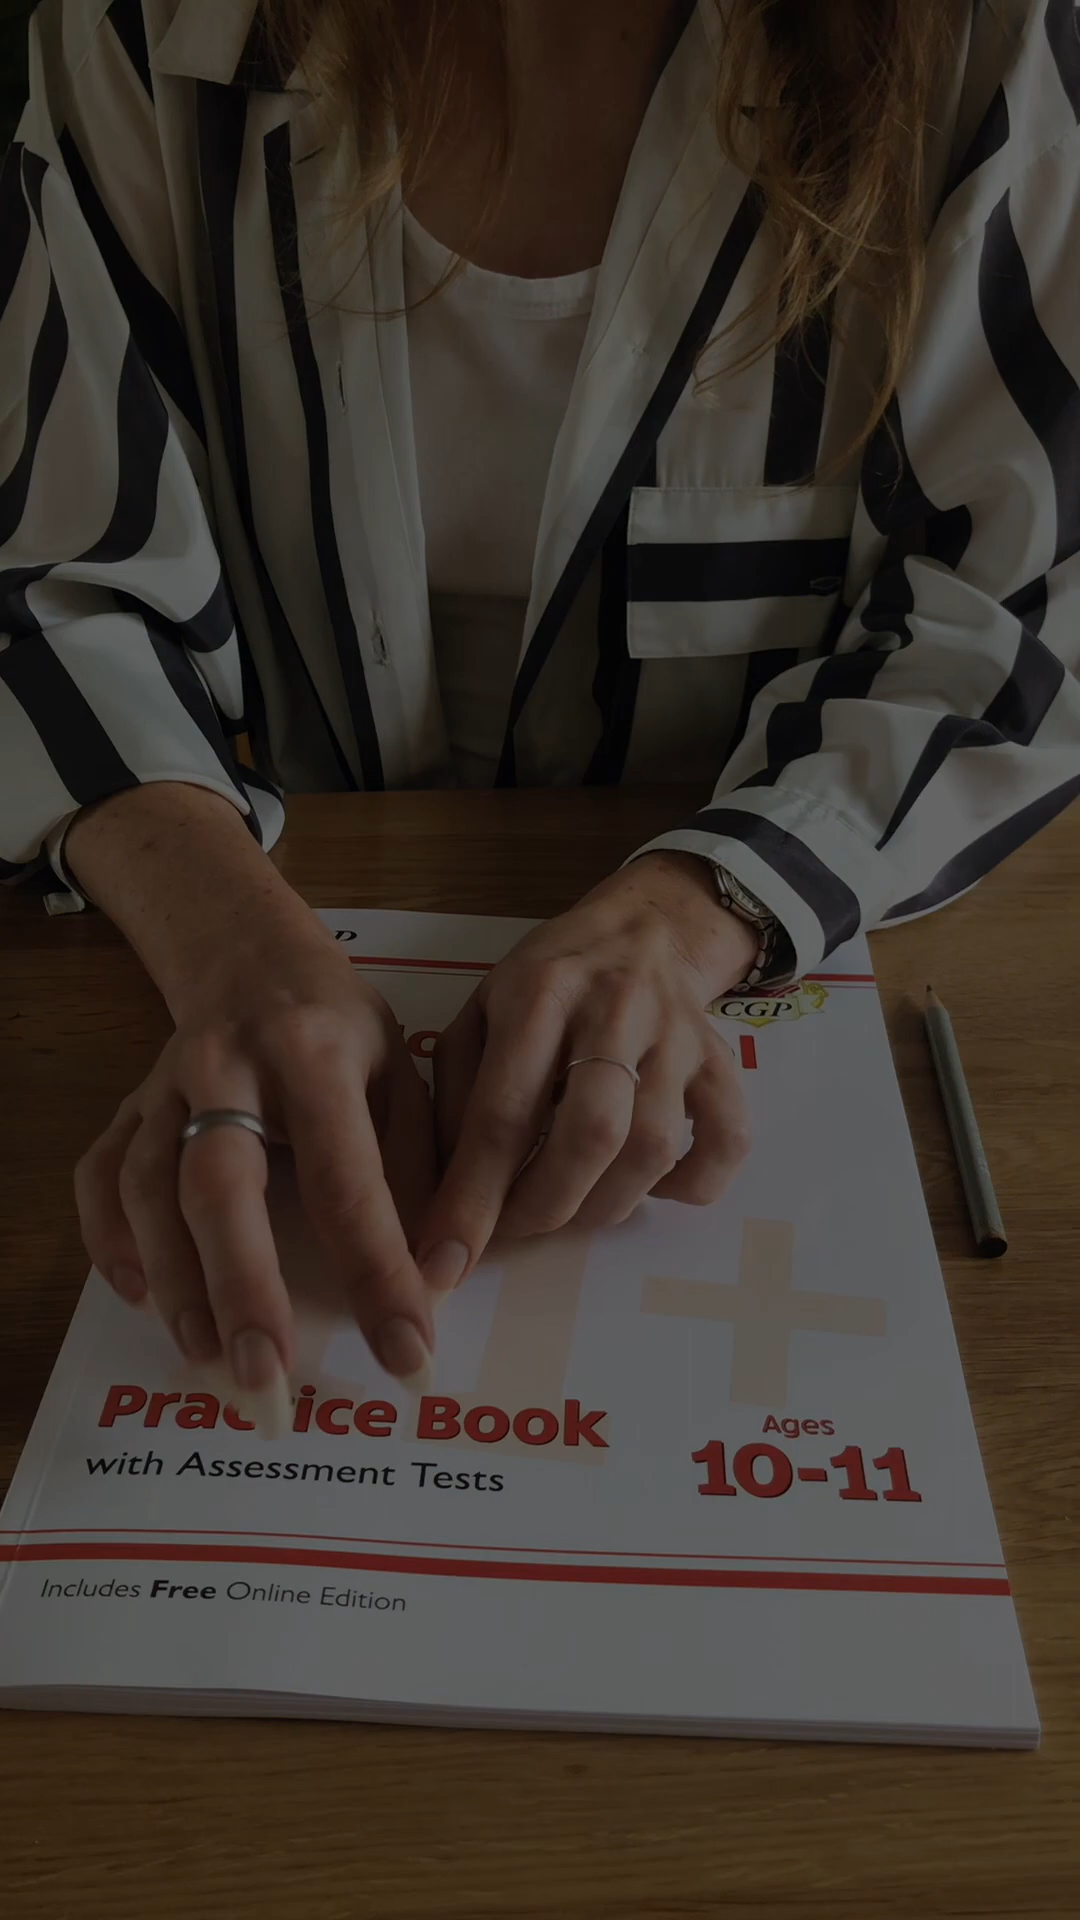 CGP
Practice Book
with Assessment Tests
Ages
10-11
Includes Free Online Edition